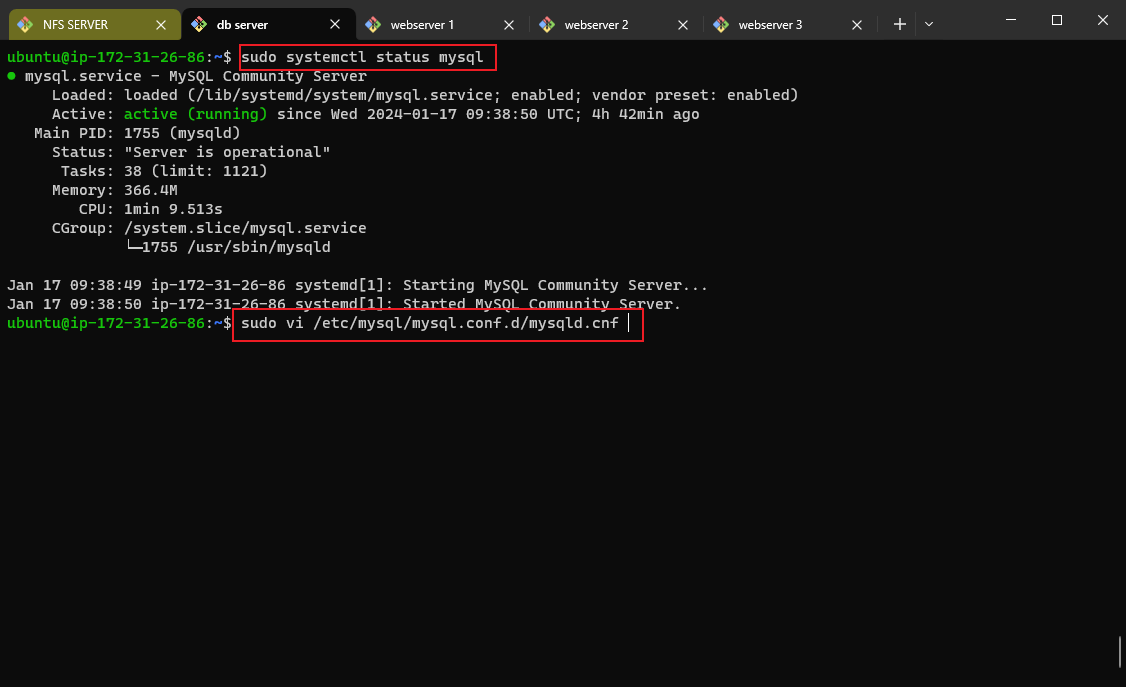 NFS SERVER
db server
webserver 1
webserver 2
webserver 3
ubuntu@ip-172-31-26-86:~$ sudo systemctl status mysql
● mysql.service - MySQL Community Server
     Loaded: loaded (/lib/systemd/system/mysql.service; enabled; vendor preset: enabled)
     Active: active (running) since Wed 2024-01-17 09:38:50 UTC; 4h 42min ago
   Main PID: 1755 (mysqld)
     Status: "Server is operational"
      Tasks: 38 (limit: 1121)
     Memory: 366.4M
        CPU: 1min 9.513s
     CGroup: /system.slice/mysql.service
             └─1755 /usr/sbin/mysqld
Jan 17 09:38:49 ip-172-31-26-86 systemd[1]: Starting MySQL Community Server...
Jan 17 09:38:50 ip-172-31-26-86 systemd[1]: Started MySQL Community Server.
ubuntu@ip-172-31-26-86:~$ sudo vi /etc/mysql/mysql.conf.d/mysqld.cnf